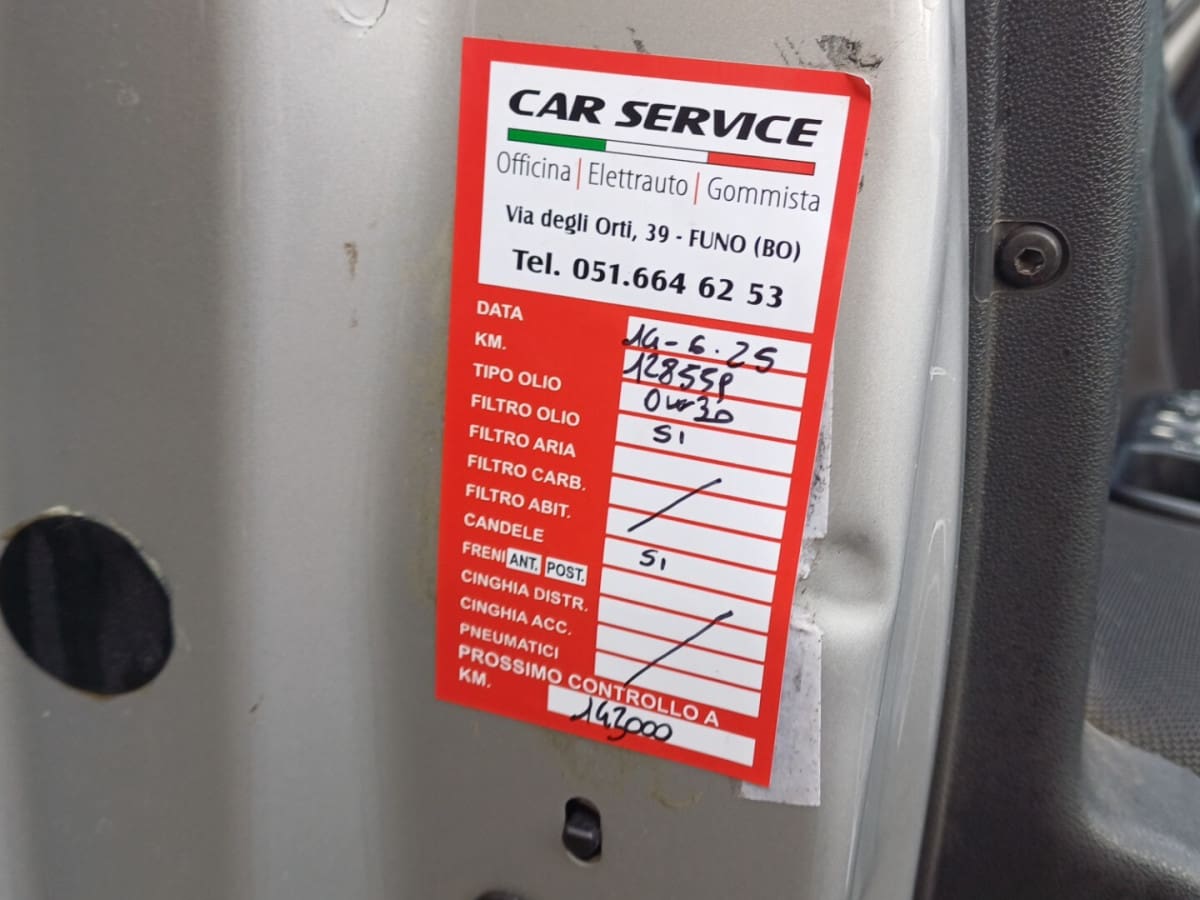 CAR SERVICE
Officina | Elettrauto | Gommista
Via degli Orti, 39 - FUNO (BO)
Tel. 051.664 62 53
DATA 14-6.25
KM.
TIPO OLIO 0w30
FILTRO OLIO SI
FILTRO ARIA
FILTRO CARB. /
FILTRO ABIT.
CANDELE SI
FRENI ANT. POST.
CINGHIA DISTR.
CINGHIA ACC. /
PNEUMATICI
PROSSIMO CONTROLLO A
KM. 143000